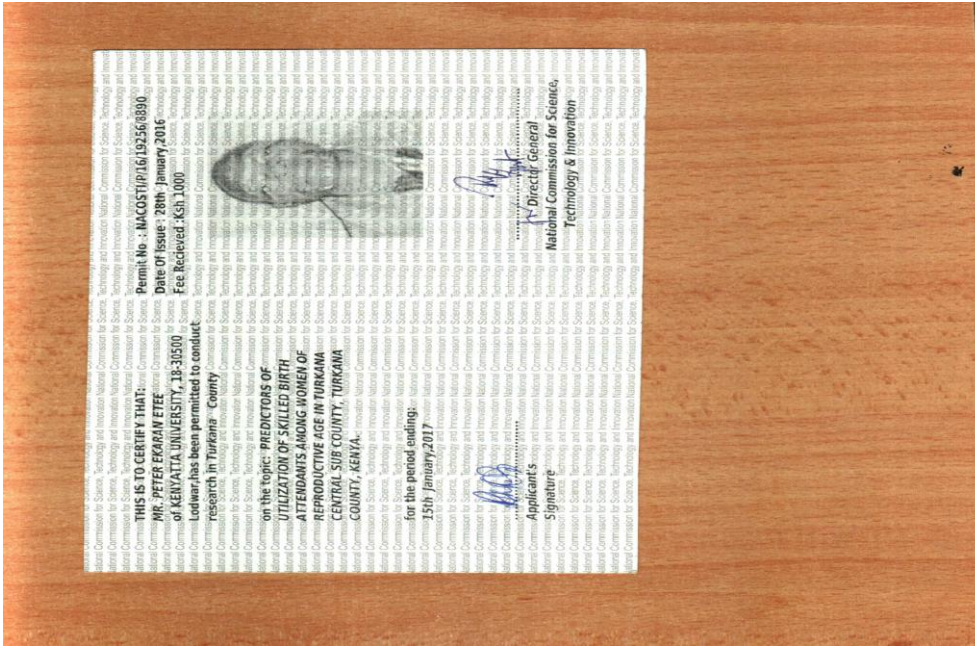 THIS IS TO CERTIFY THAT:
MR. PETER EKARAN ETEE
of KENYATTA UNIVERSITY, 18-30500
Lodwar,has been permitted to conduct
research in Turkana County
on the topic: PREDICTORS OF
UTILIZATION OF SKILLED BIRTH
ATTENDANTS AMONG WOMEN OF
REPRODUCTIVE AGE IN TURKANA
CENTRAL SUB COUNTY, TURKANA
COUNTY, KENYA.
for the period ending:
15th January,2017
Applicant's
Signature
Permit No : NACOSTI/P/16/19256/8890
Date Of Issue : 28th January,2016
Fee Recieved :Ksh 1000
Director General
National Commission for Science,
Technology & Innovation